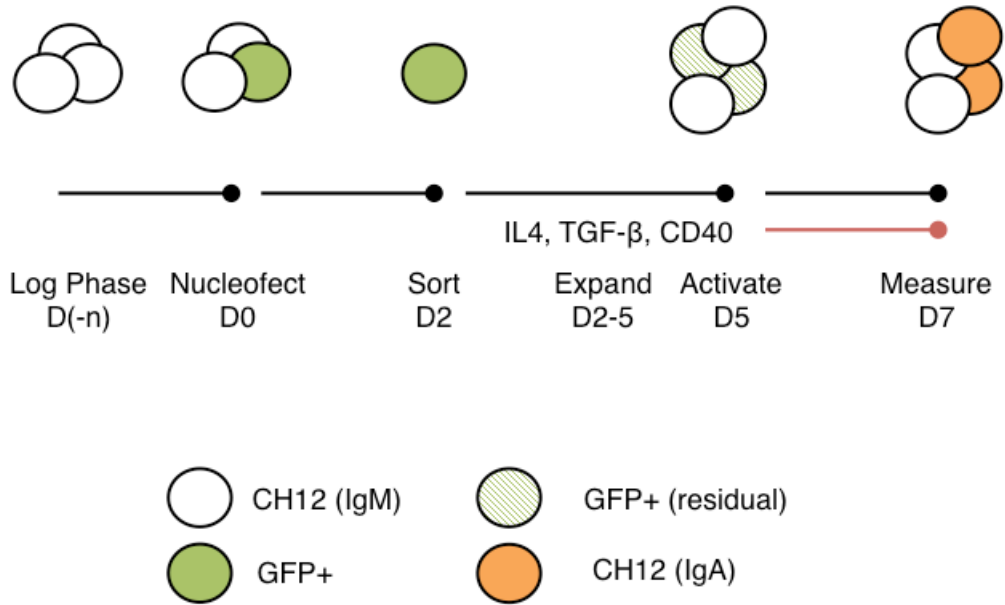 IL4, TGF-β, CD40
Log Phase Nucleofect Sort Expand Activate Measure
D(-n) D0 D2 D2-5 D5 D7
CH12 (IgM) GFP+ (residual)
GFP+ CH12 (IgA)